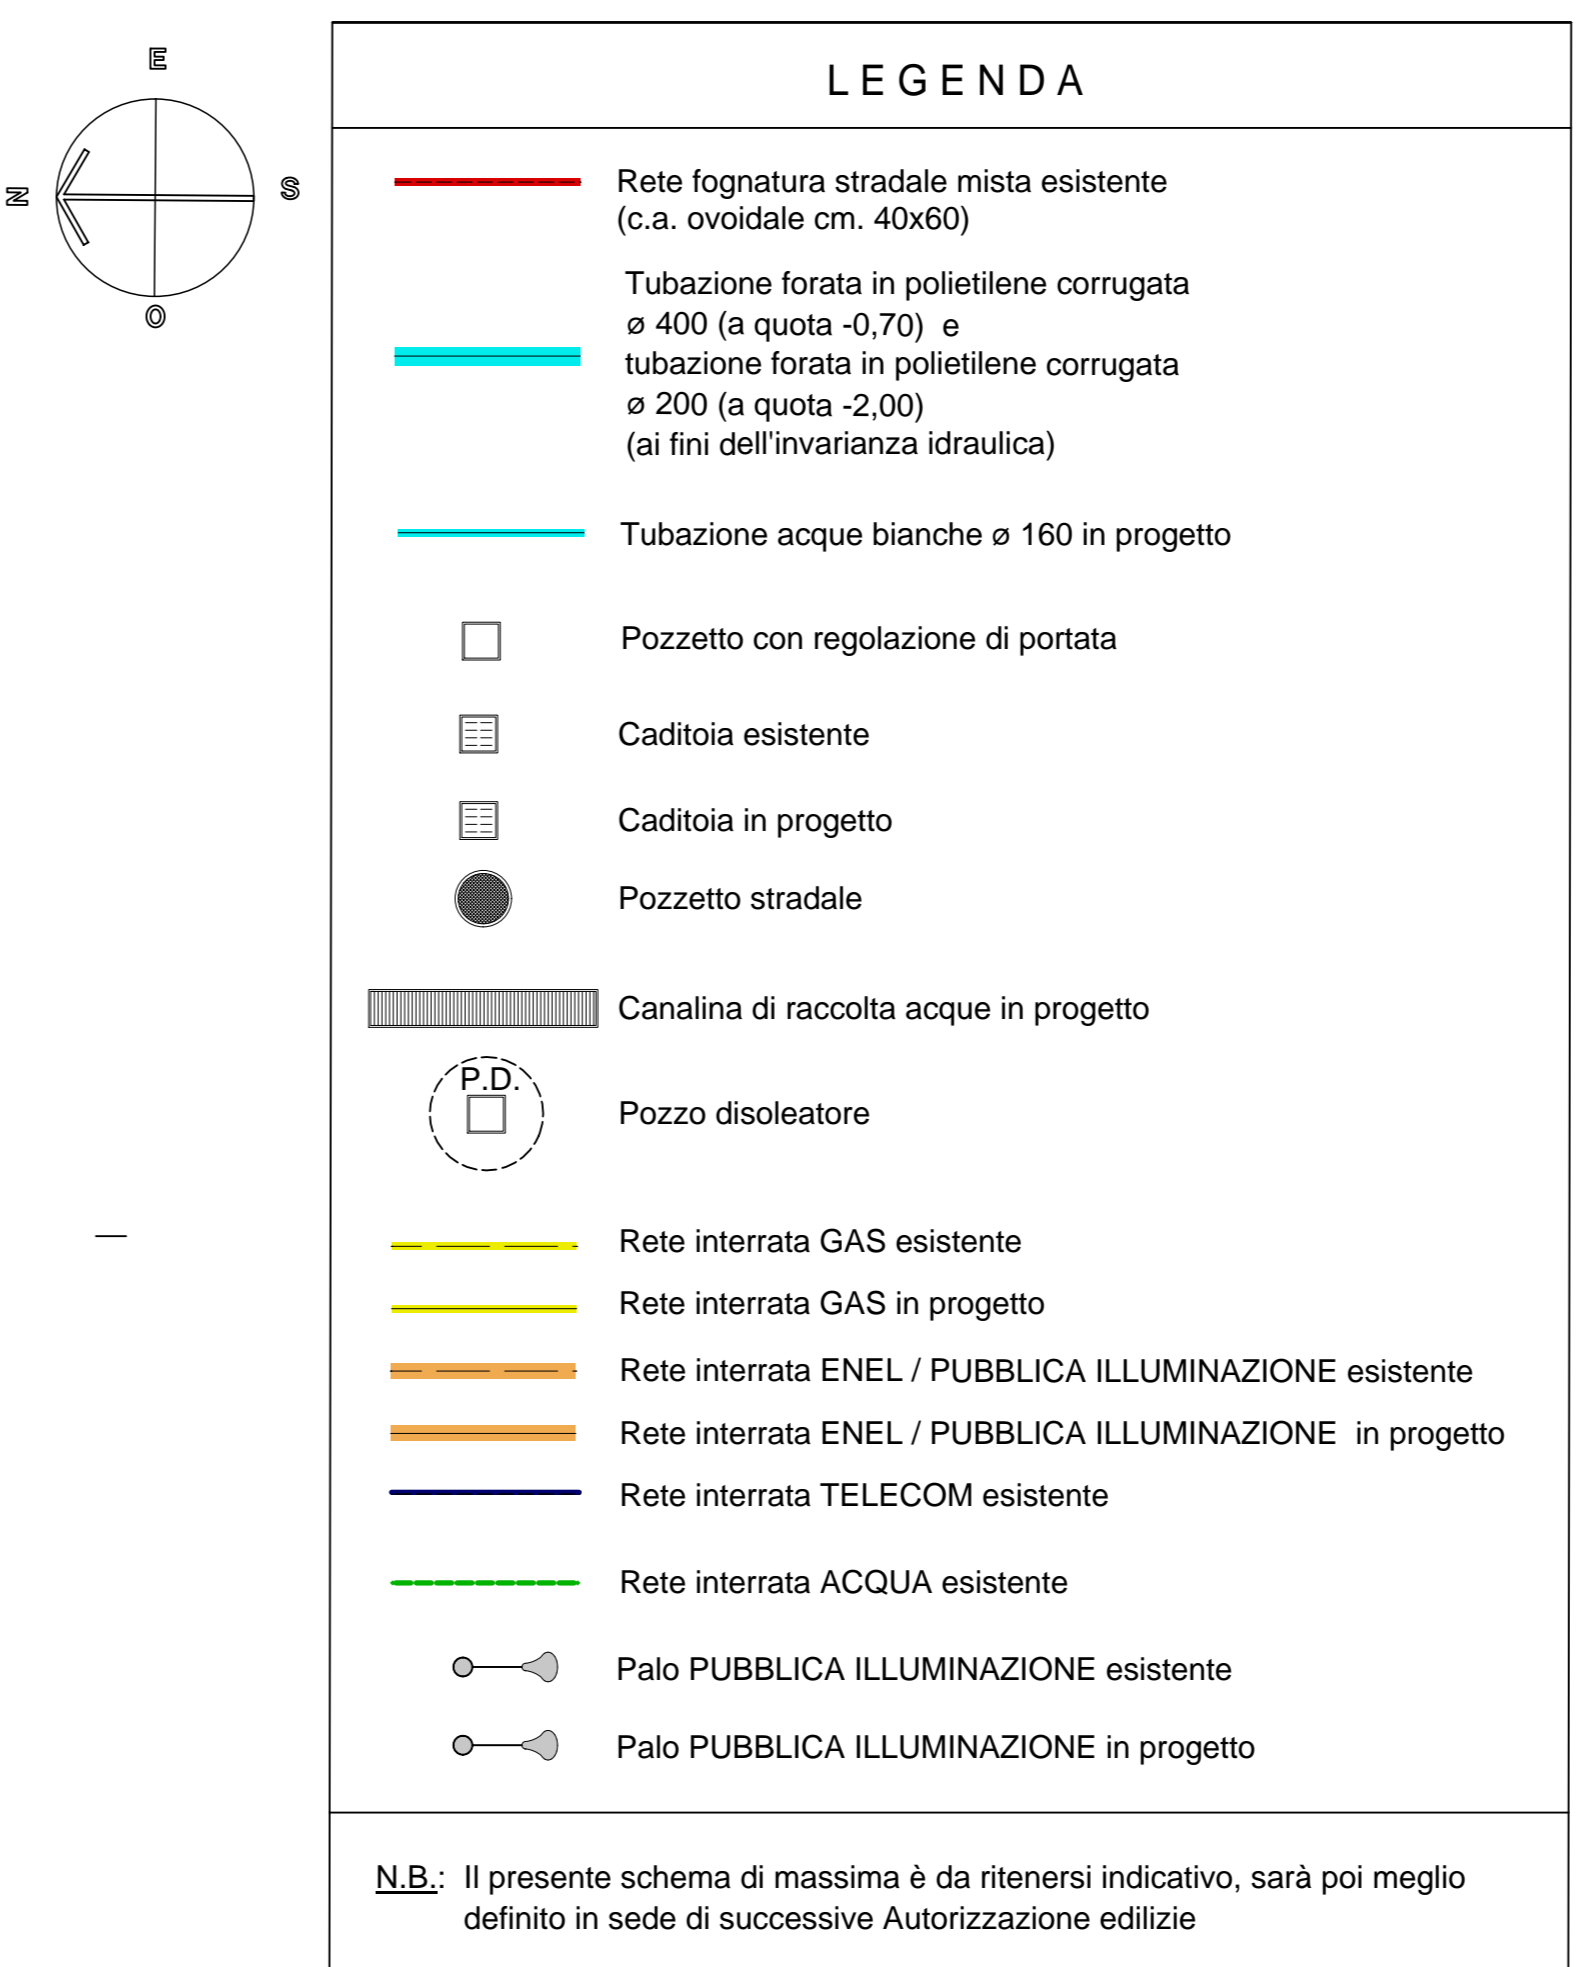 E
N
S
O
LEGENDA
Rete fognatura stradale mista esistente
(c.a. ovoidale cm. 40x60)
Tubazione forata in polietilene corrugata
ø 400 (a quota -0,70) e
tubazione forata in polietilene corrugata
ø 200 (a quota -2,00)
(ai fini dell'invarianza idraulica)
Tubazione acque bianche ø 160 in progetto
Pozzetto con regolazione di portata
Caditoia esistente
Caditoia in progetto
Pozzetto stradale
Canalina di raccolta acque in progetto
P.D.
Pozzo disoleatore
Rete interrata GAS esistente
Rete interrata GAS in progetto
Rete interrata ENEL / PUBBLICA ILLUMINAZIONE esistente
Rete interrata ENEL / PUBBLICA ILLUMINAZIONE in progetto
Rete interrata TELECOM esistente
Rete interrata ACQUA esistente
Palo PUBBLICA ILLUMINAZIONE esistente
Palo PUBBLICA ILLUMINAZIONE in progetto
N.B.: Il presente schema di massima è da ritenersi indicativo, sarà poi meglio
definito in sede di successive Autorizzazione edilizie